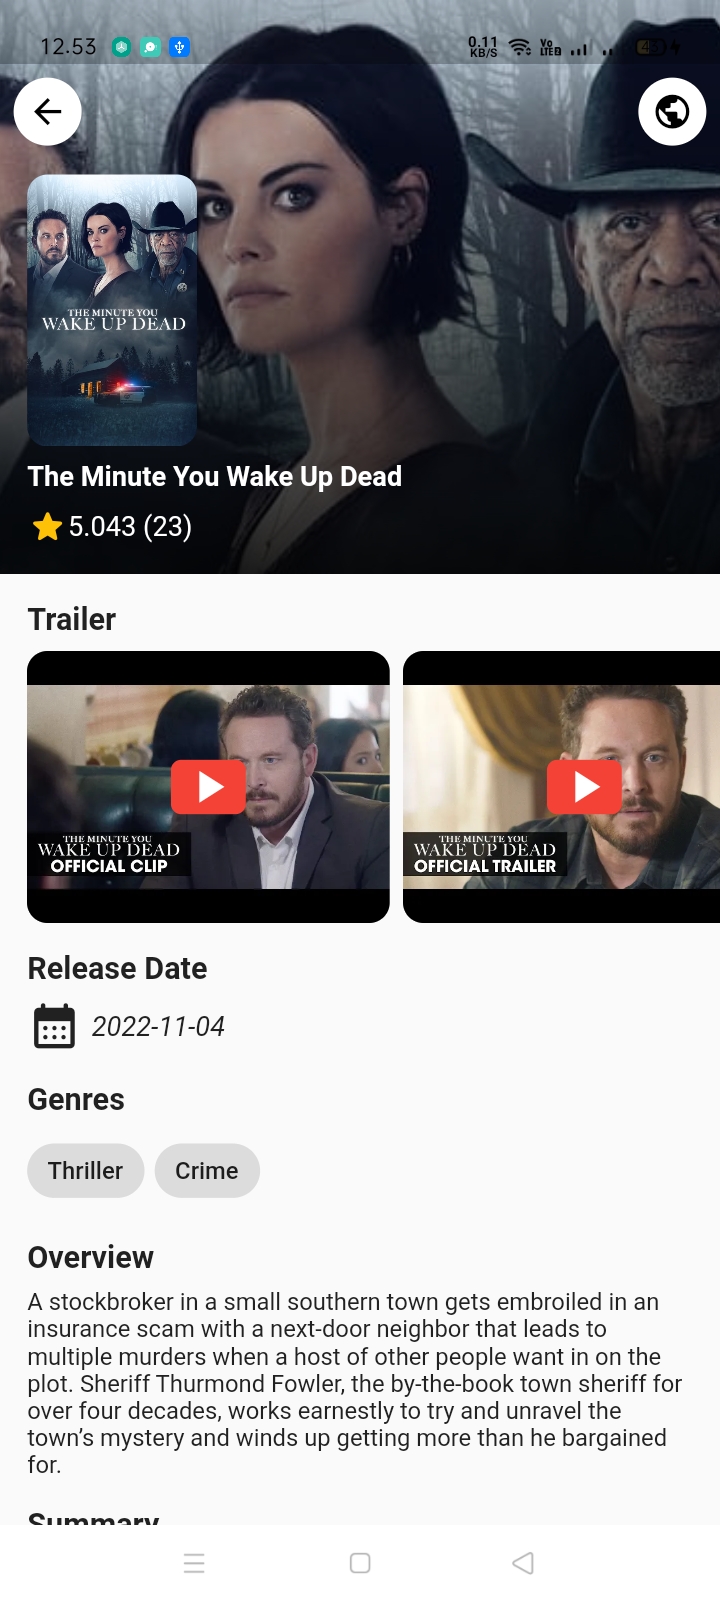 12.53
0.11
KB/S
Vo
LTE2
THE MINUTE YOU
WAKE UP DEAD
The Minute You Wake Up Dead
5.043 (23)
Trailer
THE MINUTE YOU
WAKE UP DEAD
OFFICIAL CLIP
THE MINUTE YOU
WAKE UP DEAD
OFFICIAL TRAILER
Release Date
2022-11-04
Genres
Thriller
Crime
Overview
A stockbroker in a small southern town gets embroiled in an
insurance scam with a next-door neighbor that leads to
multiple murders when a host of other people want in on the
plot. Sheriff Thurmond Fowler, the by-the-book town sheriff for
over four decades, works earnestly to try and unravel the
town’s mystery and winds up getting more than he bargained
for.
Summary